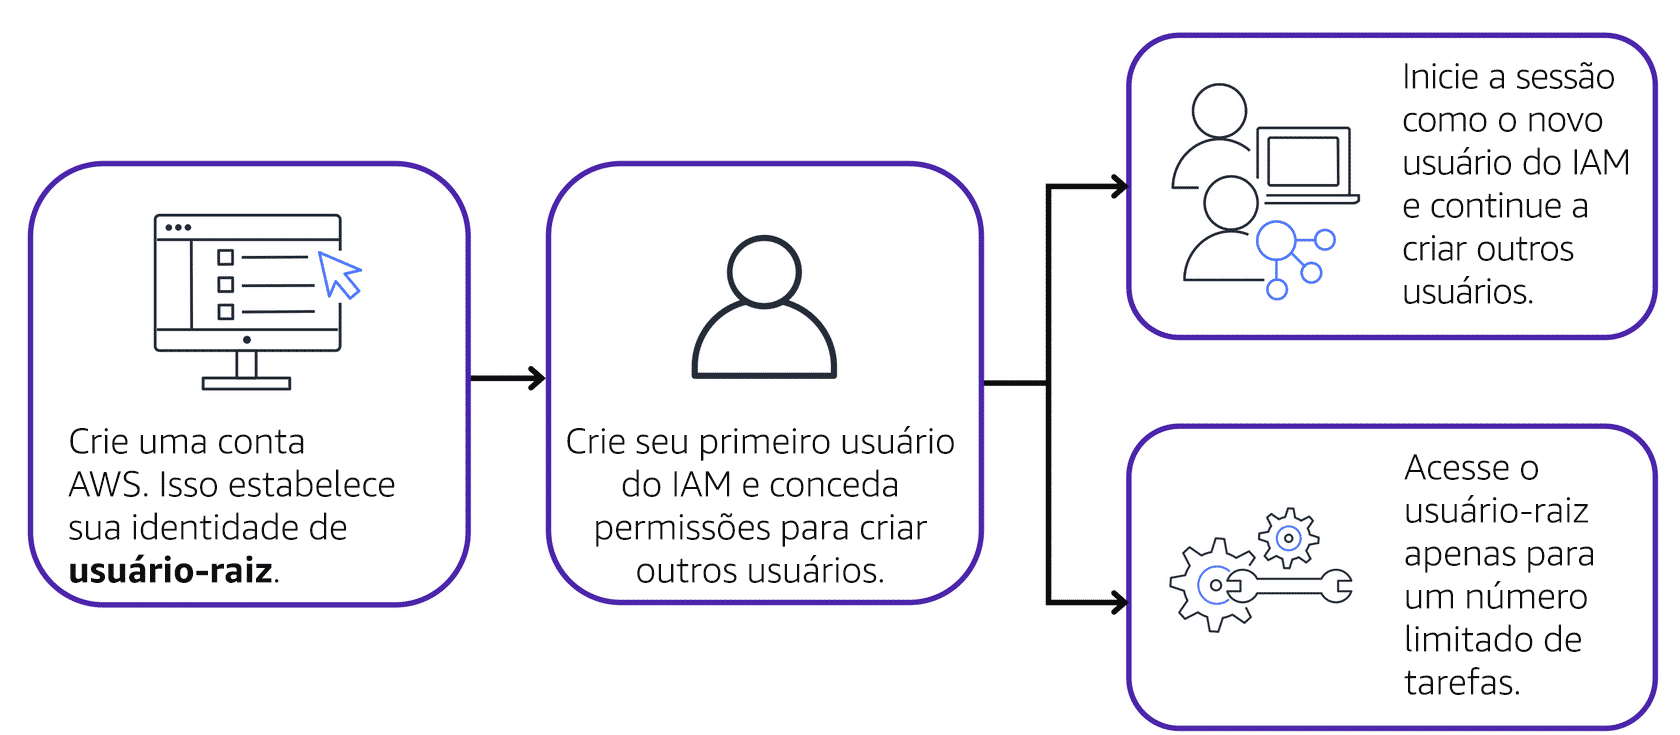 Crie uma conta
AWS. Isso estabelece
sua identidade de
usuário-raiz.
Crie seu primeiro usuário
do IAM e conceda
permissões para criar
outros usuários.
Inicie a sessão
como o novo
usuário do IAM
e continue a
criar outros
usuários.
Acesse o
usuário-raiz
apenas para
um número
limitado de
tarefas.